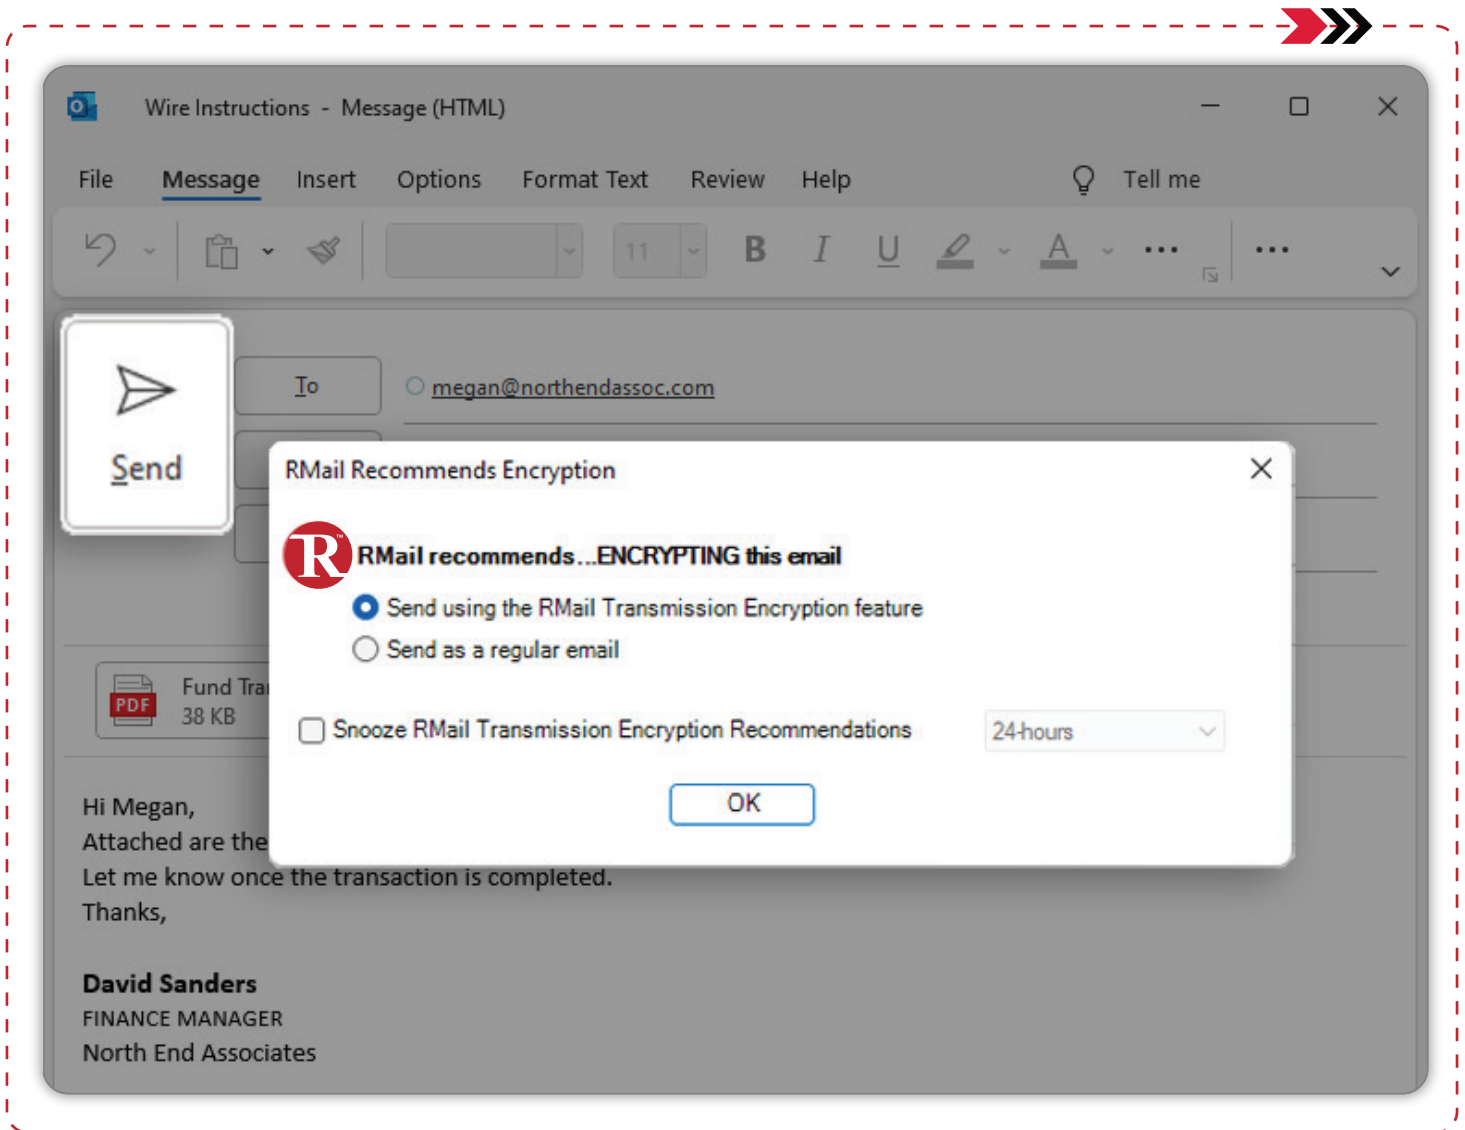 Wire Instructions - Message (HTML)
File Message Insert Options Format Text Review Help Tell me
11 B I U A
Send
To megan@northendassoc.com
RMail Recommends Encryption
R™
RMail recommends...ENCRYPTING this email
Send using the RMail Transmission Encryption feature
Send as a regular email
PDF
Fund
38 KB
Snooze RMail Transmission Encryption Recommendations 24-hours
OK
Hi Megan,
Attached are the
Let me know once the transaction is completed.
Thanks,
David Sanders
FINANCE MANAGER
North End Associates